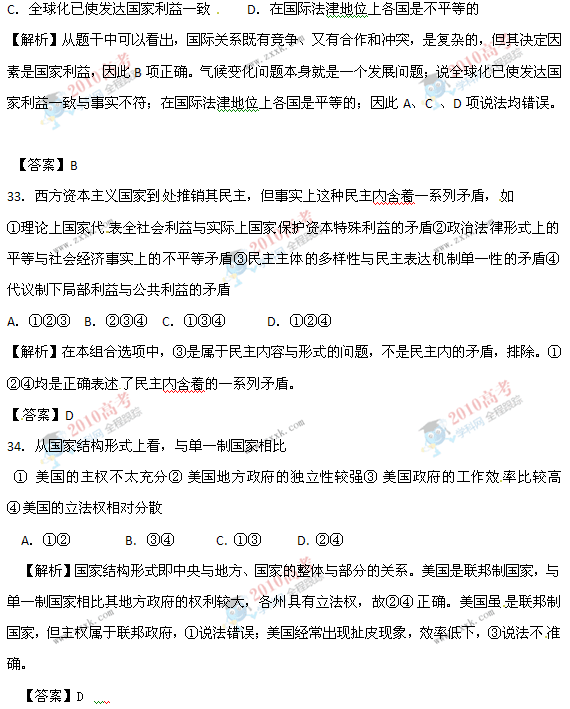 C. 全球化已使发达国家利益一致    D. 在国际法津地位上各国是不平等的
【解析】从题干中可以看出，国际关系既有竞争、又有合作和冲突，是复杂的，但其决定因
素是国家利益，因此 B 项正确。气候变化问题本身就是一个发展问题；说全球化已使发达国
家利益一致与事实不符；在国际法津地位上各国是平等的；因此 A、C 、D 项说法均错误。
【答案】B
33. 西方资本主义国家到处推销其民主，但事实上这种民主内含着一系列矛盾，如
①理论上国家代表全社会利益与实际上国家保护资本特殊利益的矛盾②政治法律形式上的
平等与社会经济事实上的不平等矛盾③民主主体的多样性与民主表达机制单一性的矛盾④
代议制下局部利益与公共利益的矛盾
A. ①②③  B. ②③④  C. ①③④    D. ①②④
【解析】在本组合选项中，③是属于民主内容与形式的问题，不是民主内的矛盾，排除。①
②④均是正确表述了民主内含着的一系列矛盾。
【答案】D
34. 从国家结构形式上看，与单一制国家相比
① 美国的主权不太充分② 美国地方政府的独立性较强③ 美国政府的工作效率比较高
④美国的立法权相对分散
A. ①②    B. ③④    C. ①③    D. ②④
【解析】国家结构形式即中央与地方、国家的整体与部分的关系。美国是联邦制国家，与
单一制国家相比其地方政府的权利较大，各州具有立法权，故②④正确。美国虽是联邦制
国家，但主权属于联邦政府，①说法错误；美国经常出现扯皮现象，效率低下，③说法不准
确。
【答案】D